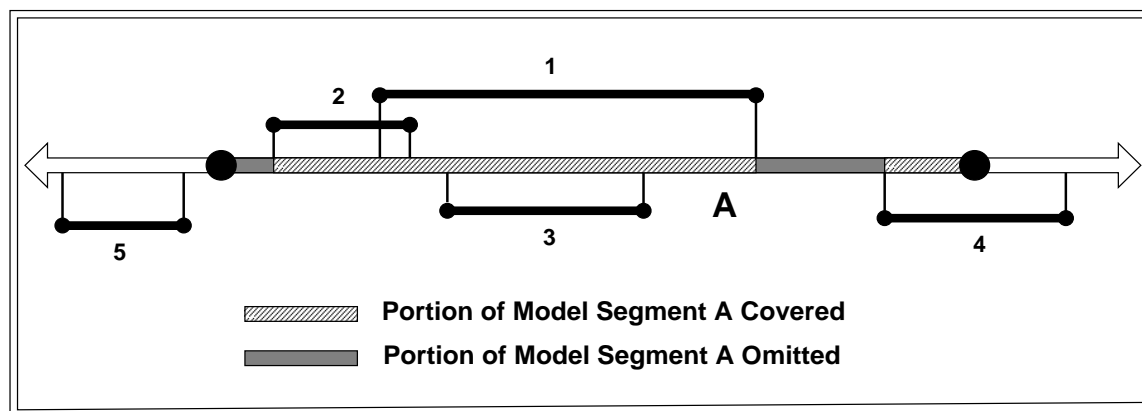 1
2
A
3
4
5
Portion of Model Segment A Covered
Portion of Model Segment A Omitted